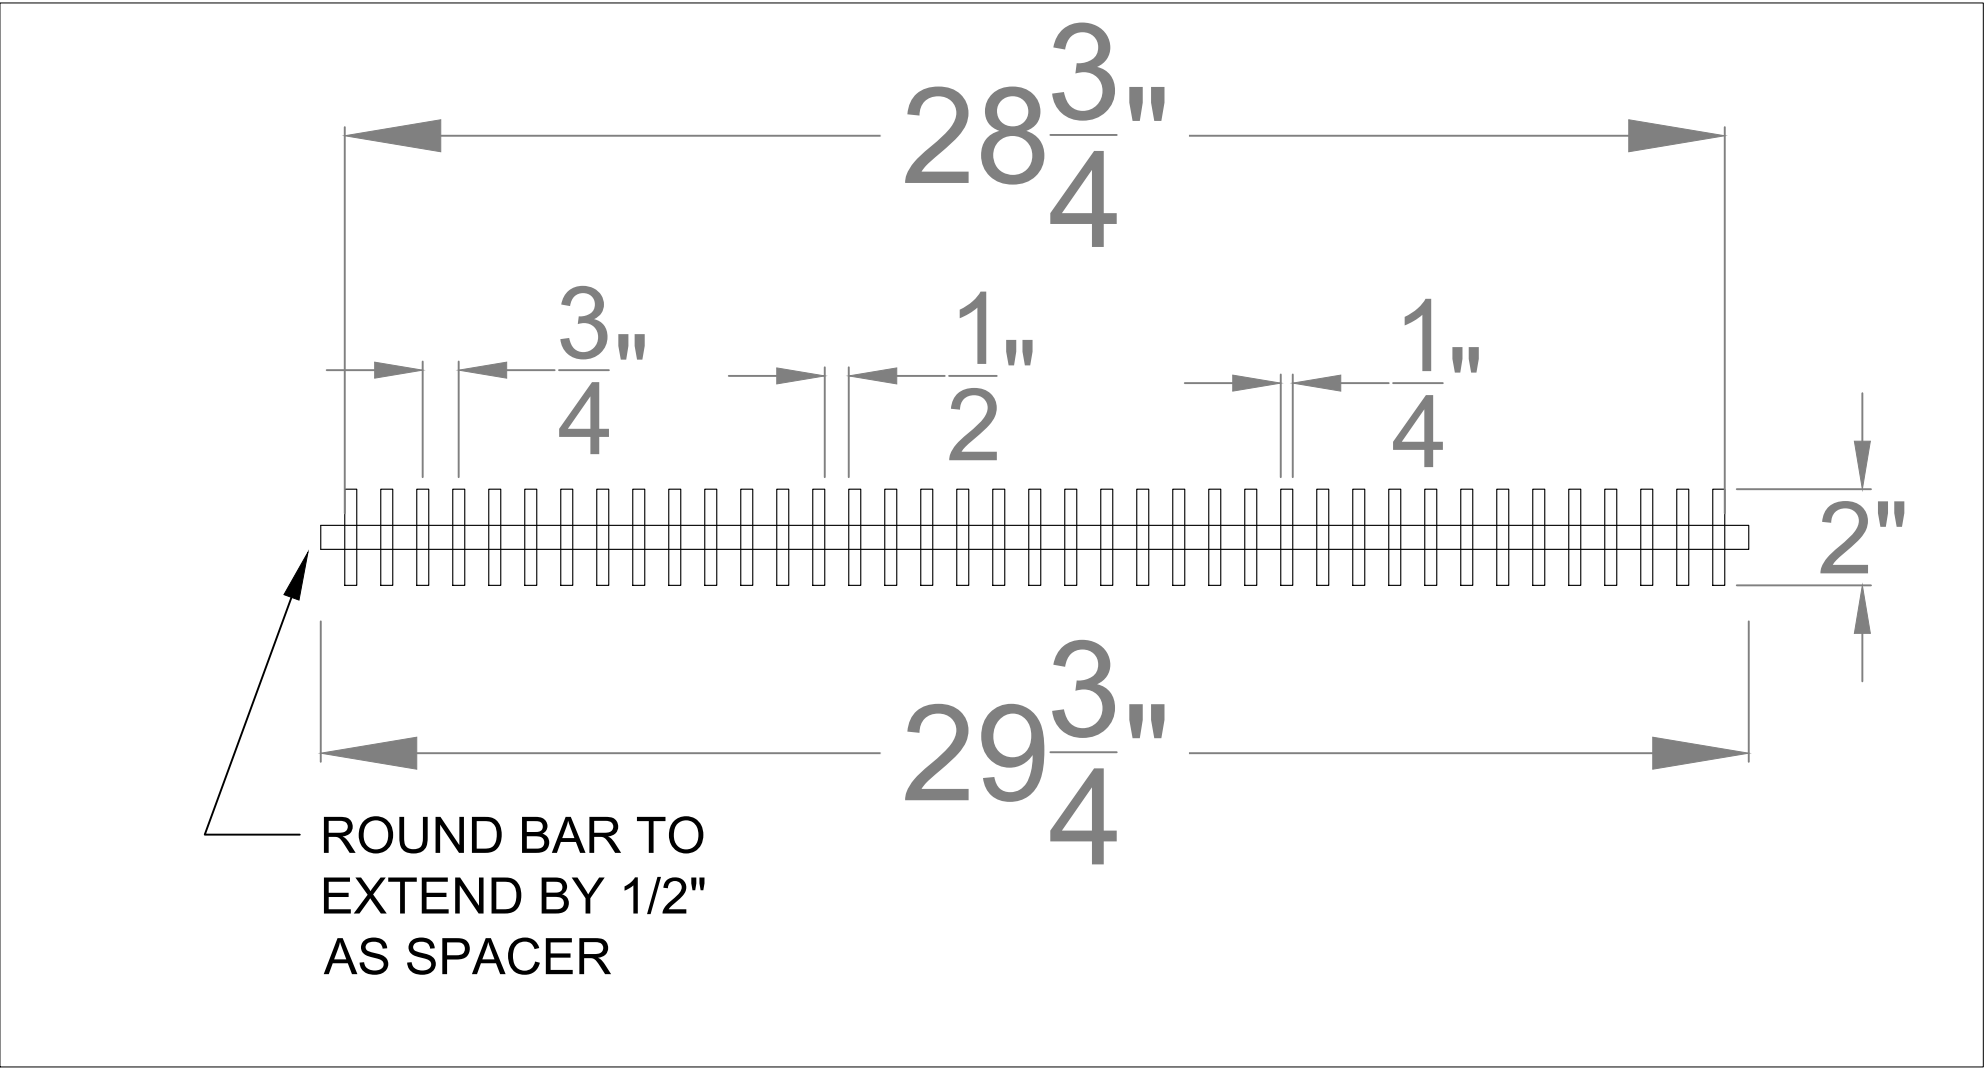 28 3/4"
3/4"
1/2"
1/4"
2"
29 3/4"
ROUND BAR TO
EXTEND BY 1/2"
AS SPACER